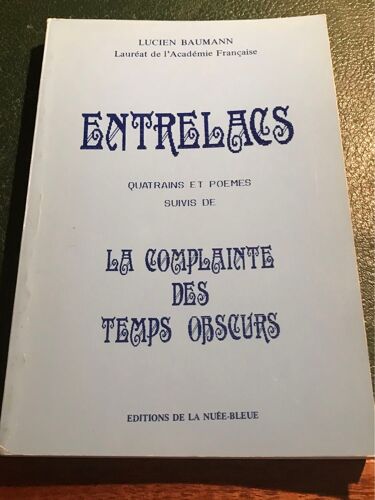 LUCIEN BAUMANN
Lauréat de l'Académie Française
ENTRELACS
QUATRAINS ET POEMES
SUIVIS DE
LA COMPLAINTE
DES
TEMPS OBSCURS
EDITIONS DE LA NUÉE-BLEUE